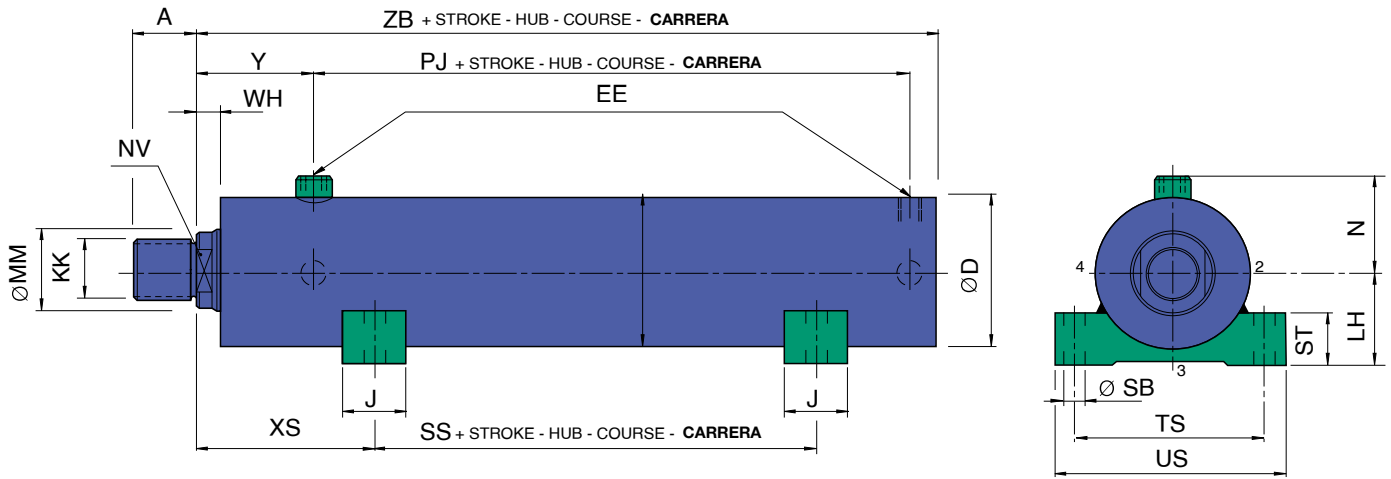 A
ZB + STROKE - HUB - COURSE - CARRERA
Y
PJ + STROKE - HUB - COURSE - CARRERA
WH
EE
NV
ØMM
KK
ØD
J
J
XS
SS + STROKE - HUB - COURSE - CARRERA
N
4
2
ST
LH
3
Ø SB
TS
US